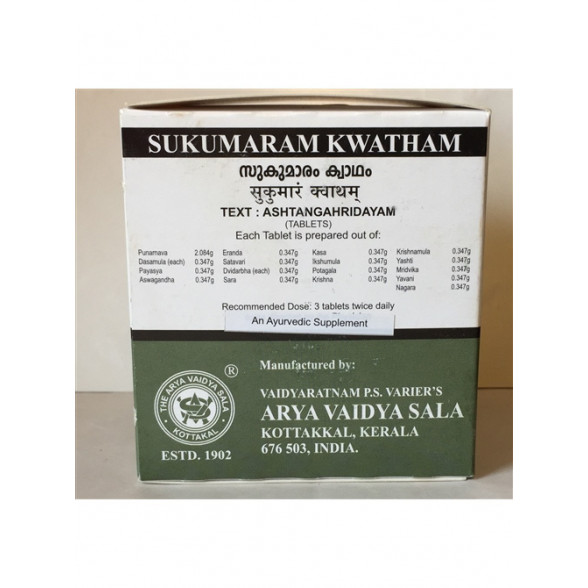 SUKUMARAM KWATHAM
സുകുമാരം ക്വാഥം
सुकुमारं क्वाथम्
TEXT : ASHTANGAHRIDAYAM
(TABLETS)
Each Tablet is prepared out of:
Punarnava 2.084g Eranda 0.347g Kasa 0.347g Krishnamula 0.347g
Dasamula (each) 0.347g Satavari 0.347g Ikshumula 0.347g Yashti 0.347g
Payasya 0.347g Dvidarbha (each) 0.347g Potagala 0.347g Mridvika 0.347g
Aswagandha 0.347g Sara 0.347g Krishna 0.347g Yavani 0.347g
Nagara 0.347g
Recommended Dose: 3 tablets twice daily
An Ayurvedic Supplement
Manufactured by:
VAIDYARATNAM P.S. VARIER'S
ARYA VAIDYA SALA
KOTTAKKAL, KERALA
676 503, INDIA.
THE ARYA VAIDYA SALA
KOTTAKKAL
®
ESTD. 1902